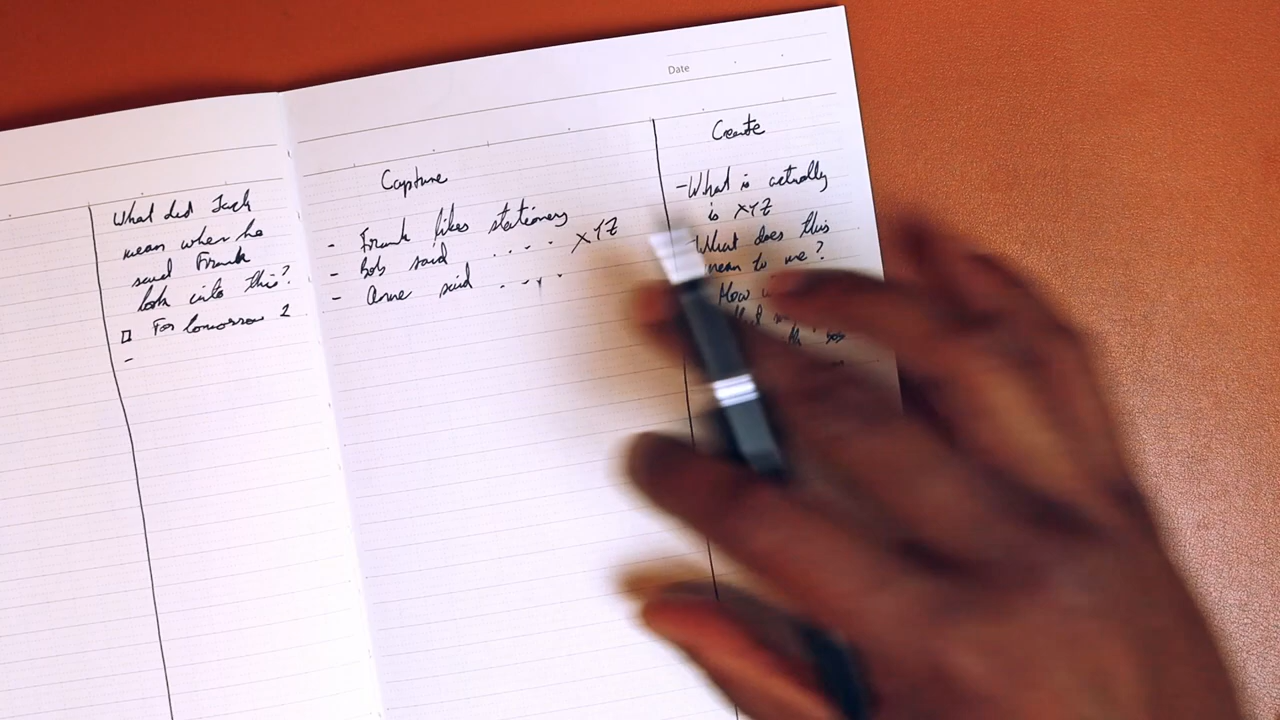 What did Jack
mean when he
said Frank
look into this?
□ For tomorrow 2
-
Date
Capture
- Frank likes stationery
- Bob said .... XYZ
- Anne said ....
Create
- What is actually
is XYZ
- What does this
mean to me?
How